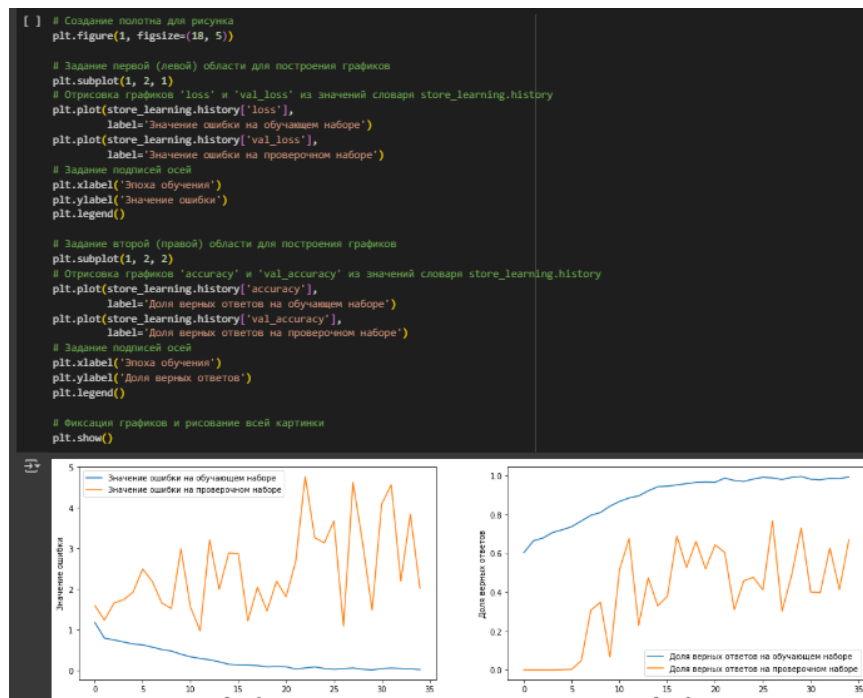 [ ] # Создание полотна для рисунка
plt.figure(1, figsize=(18, 5))
# Задание первой (левой) области для построения графиков
plt.subplot(1, 2, 1)
# Отрисовка графиков 'loss' и 'val_loss' из значений словаря store_learning.history
plt.plot(store_learning.history['loss'],
label='Значение ошибки на обучающем наборе')
plt.plot(store_learning.history['val_loss'],
label='Значение ошибки на проверочном наборе')
# Задание подписей осей
plt.xlabel('Эпоха обучения')
plt.ylabel('Значение ошибки')
plt.legend()
# Задание второй (правой) области для построения графиков
plt.subplot(1, 2, 2)
# Отрисовка графиков 'accuracy' и 'val_accuracy' из значений словаря store_learning.history
plt.plot(store_learning.history['accuracy'],
label='Доля верных ответов на обучающем наборе')
plt.plot(store_learning.history['val_accuracy'],
label='Доля верных ответов на проверочном наборе')
# Задание подписей осей
plt.xlabel('Эпоха обучения')
plt.ylabel('Доля верных ответов')
plt.legend()
# Фиксация графиков и рисование всей картинки
plt.show()
Значение ошибки на обучающем наборе
Значение ошибки на проверочном наборе
Значение ошибки
5
4
3
2
1
0
0 5 10 15 20 25 30 35
Доля верных ответов
1.0
0.8
0.6
0.4
0.2
0.0
Доля верных ответов на обучающем наборе
Доля верных ответов на проверочном наборе
0 5 10 15 20 25 30 35